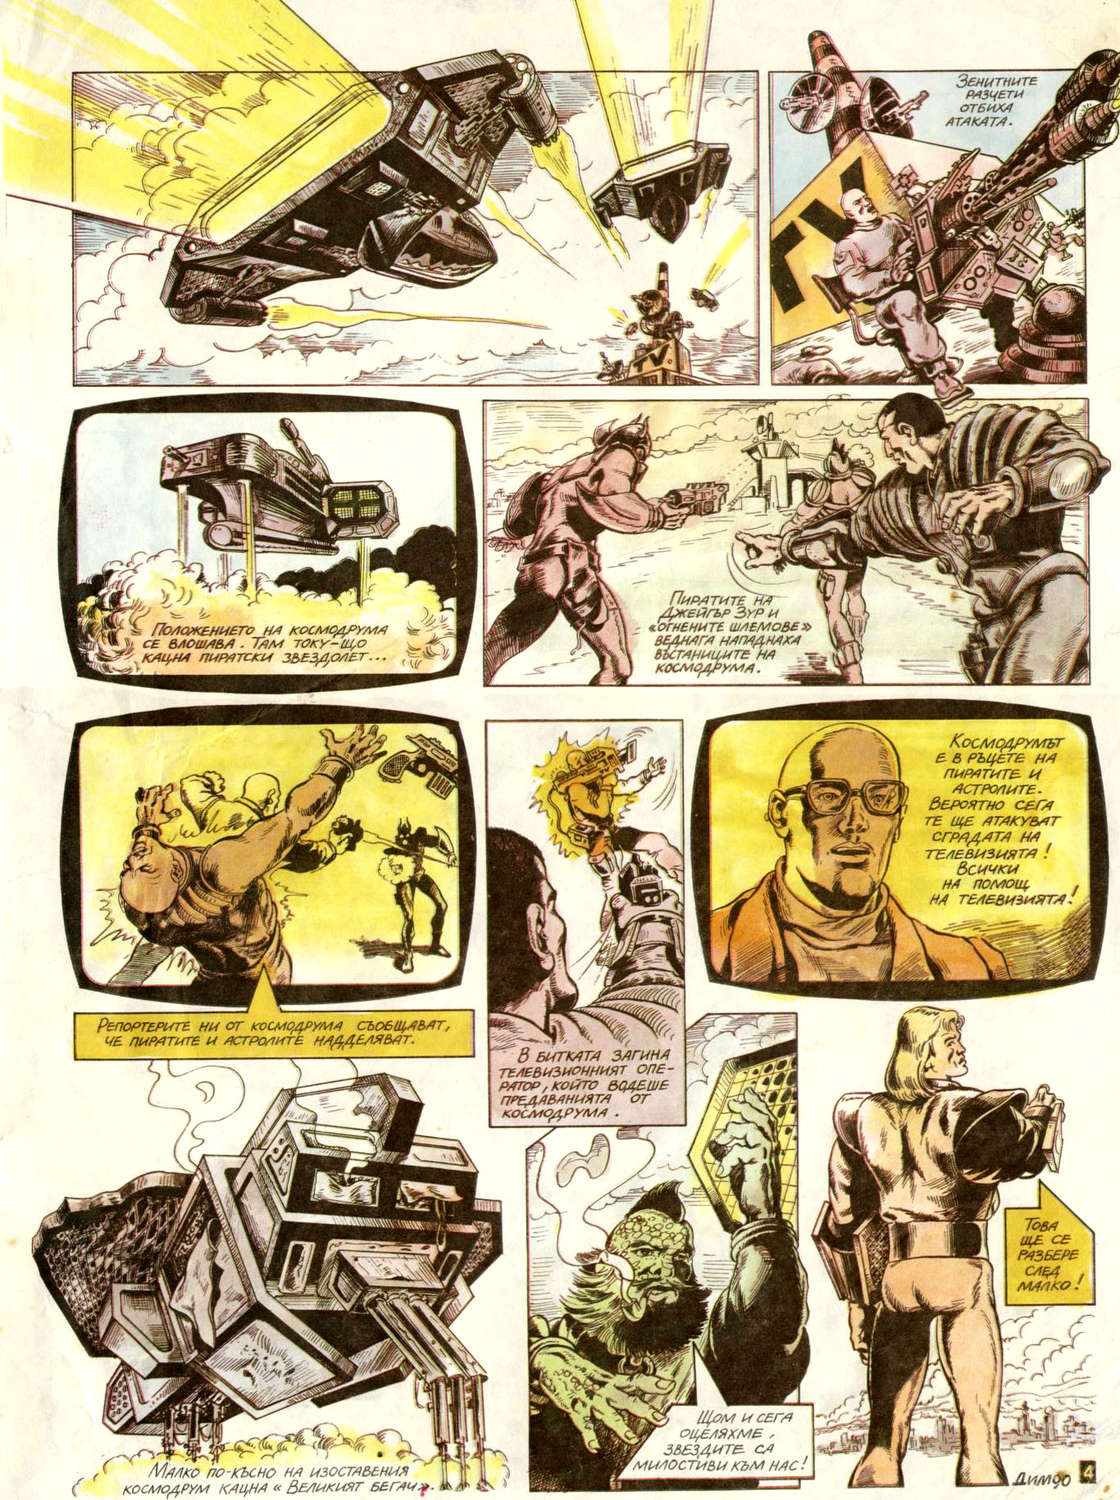 ЗЕНИТНИТЕ
РАЗЧЕТИ
ОТБИХА
АТАКАТА.
TV
TV
ПОЛОЖЕНИЕТО НА КОСМОДРУМА
СЕ ВЛОШАВА. ТАМ ТОКУ-ЩО
КАЦНА ПИРАТСКИ ЗВЕЗДОЛЕТ...
ПИРАТИТЕ НА
ДЖЕЙГЪР ЗУР И
«ОГНЕНИТЕ ШЛЕМОВЕ»
ВЕДНАГА НАПАДНАХА
ВЪСТАНИЦИТЕ НА
КОСМОДРУМА.
РЕПОРТЕРИТЕ НИ ОТ КОСМОДРУМА СЪОБЩАВАТ,
ЧЕ ПИРАТИТЕ И АСТРОЛИТЕ НАДДЕЛЯВАТ.
В БИТКАТА ЗАГИНА
ТЕЛЕВИЗИОННИЯТ ОПЕ-
РАТОР, КОЙТО ВОДЕШЕ
ПРЕДАВАНИЯТА ОТ
КОСМОДРУМА.
КОСМОДРУМЪТ
Е В РЪЦЕТЕ НА
ПИРАТИТЕ И
АСТРОЛИТЕ.
ВЕРОЯТНО СЕГА
ТЕ ЩЕ АТАКУВАТ
СГРАДАТА НА
ТЕЛЕВИЗИЯТА!
ВСИЧКИ
НА ПОМОЩ
НА ТЕЛЕВИЗИЯТА!
МАЛКО ПО-КЪСНО НА ИЗОСТАВЕНИЯ
КОСМОДРУМ КАЦНА «ВЕЛИКИЯТ БЕГАЧ».
ЩОМ И СЕГА
ОЦЕЛЯХМЕ,
ЗВЕЗДИТЕ СА
МИЛОСТИВИ КЪМ НАС!
ТОВА
ЩЕ СЕ
РАЗБЕРЕ
СЛЕД
МАЛКО!
ДИМ90
4